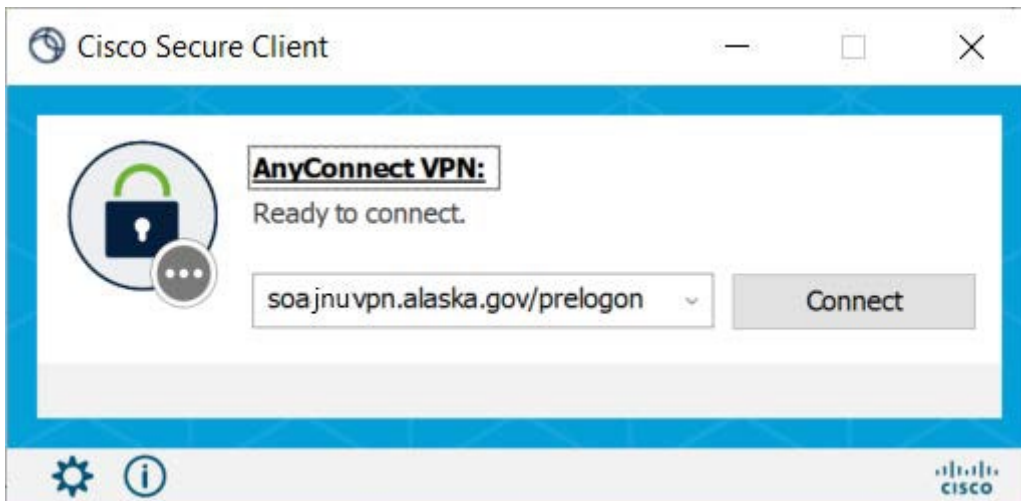 Cisco Secure Client
AnyConnect VPN:
Ready to connect.
soajnuvpn.alaska.gov/prelogon
Connect
i
CISCO